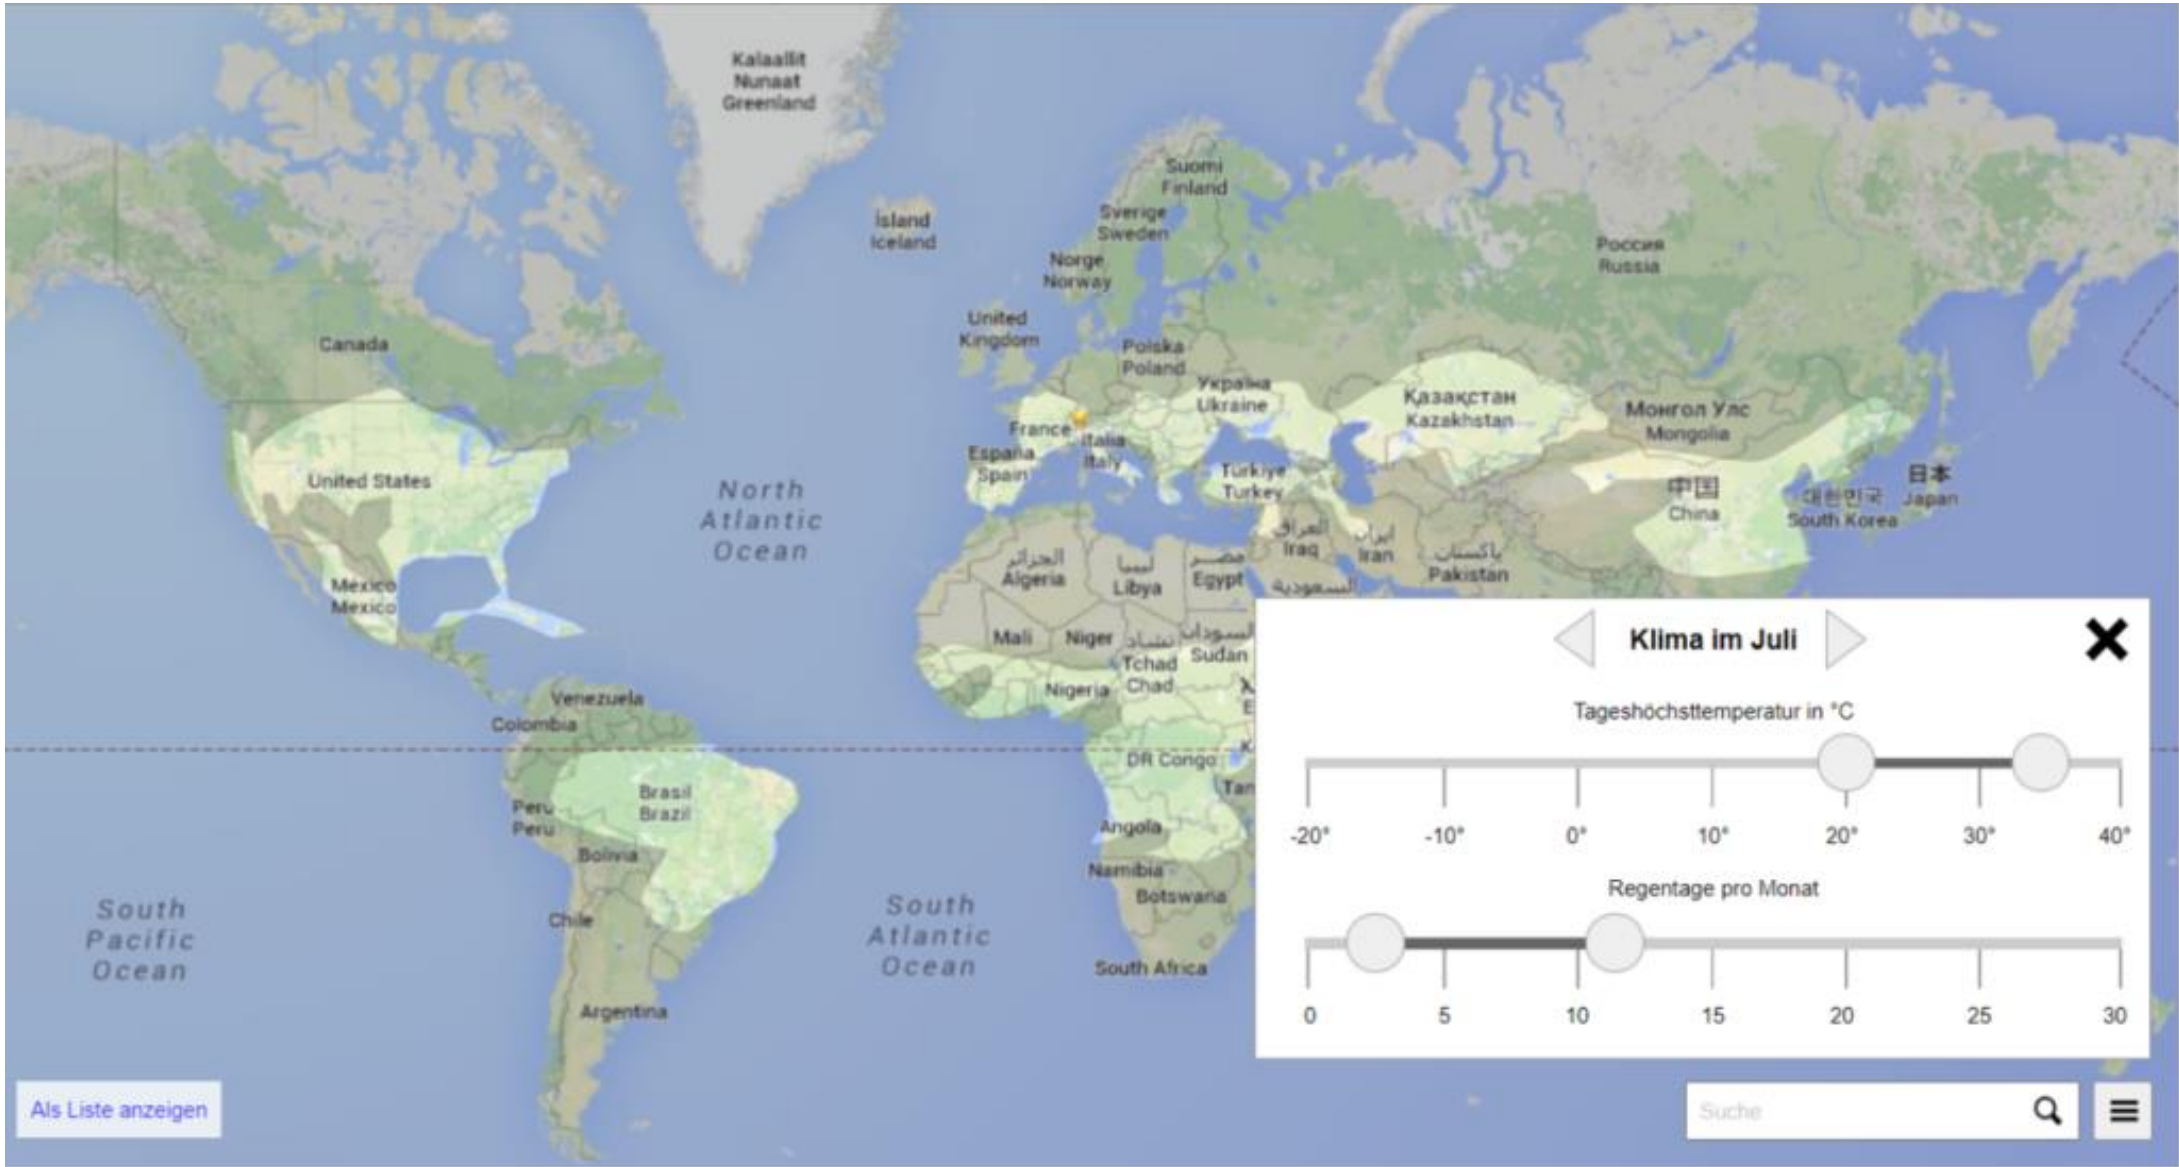 Kalaallit
Nunaat
Greenland
Suomi
Finland
Ísland
Iceland
Sverige
Sweden
Россия
Russia
Norge
Norway
United
Kingdom
Canada
Polska
Poland
Україна
Ukraine
Қазақстан
Kazakhstan
Монгол Улс
Mongolia
France
Italia
Italy
España
Spain
United States
Türkiye
Turkey
中国
China
日本
Japan
대한민국
South Korea
North
Atlantic
Ocean
العراق
Iraq
ایران
Iran
پاکستان
Pakistan
الجزائر
Algeria
ليبيا
Libya
مصر
Egypt
السعودية
Mexico
Mexico
Mali
Niger
تشاد
Tchad
Chad
السودان
Sudan
Nigeria
Venezuela
Colombia
DR Congo
Tan
Brasil
Brazil
Perú
Peru
Angola
Bolivia
Namibia
Botswana
Chile
South
Pacific
Ocean
South
Atlantic
Ocean
South Africa
Argentina
Klima im Juli
Tageshöchsttemperatur in °C
-20° -10° 0° 10° 20° 30° 40°
Regentage pro Monat
0 5 10 15 20 25 30
Als Liste anzeigen
Suche